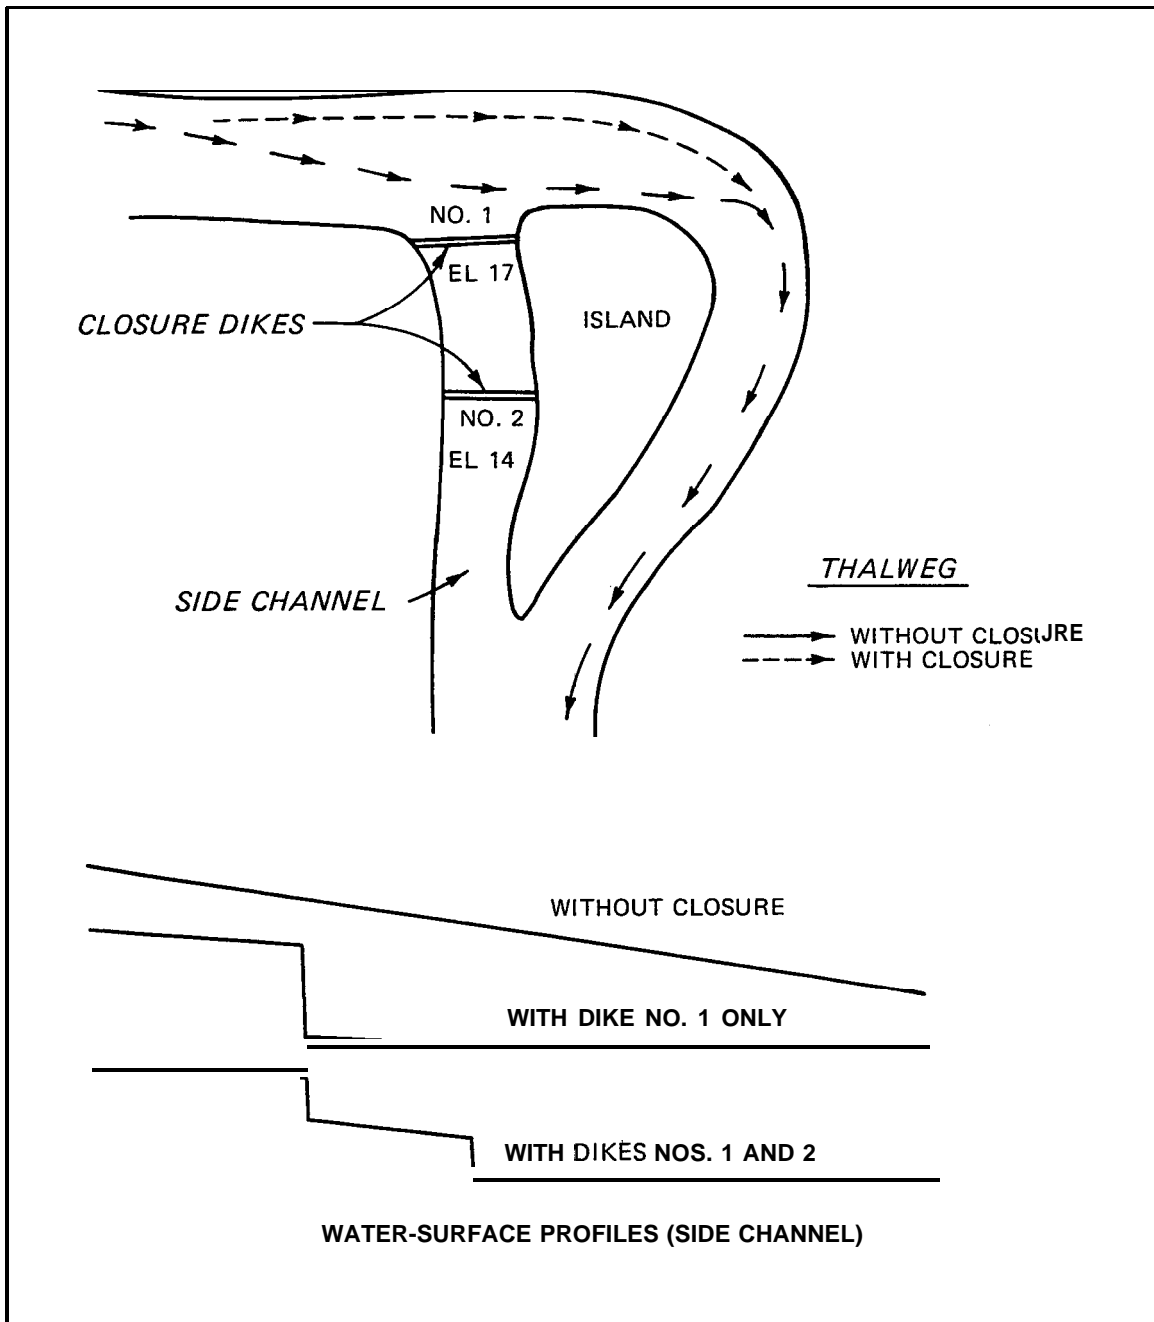 NO. 1
EL 17
CLOSURE DIKES
ISLAND
NO. 2
EL 14
SIDE CHANNEL
THALWEG
WITHOUT CLOSURE
WITH CLOSURE
WITHOUT CLOSURE
WITH DIKE NO. 1 ONLY
WITH DIKES NOS. 1 AND 2
WATER-SURFACE PROFILES (SIDE CHANNEL)